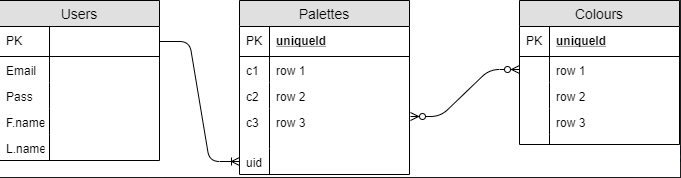 Users
PK
Email
Pass
F.name
L.name
Palettes
PK uniqueId
c1 row 1
c2 row 2
c3 row 3
uid
Colours
PK uniqueId
row 1
row 2
row 3